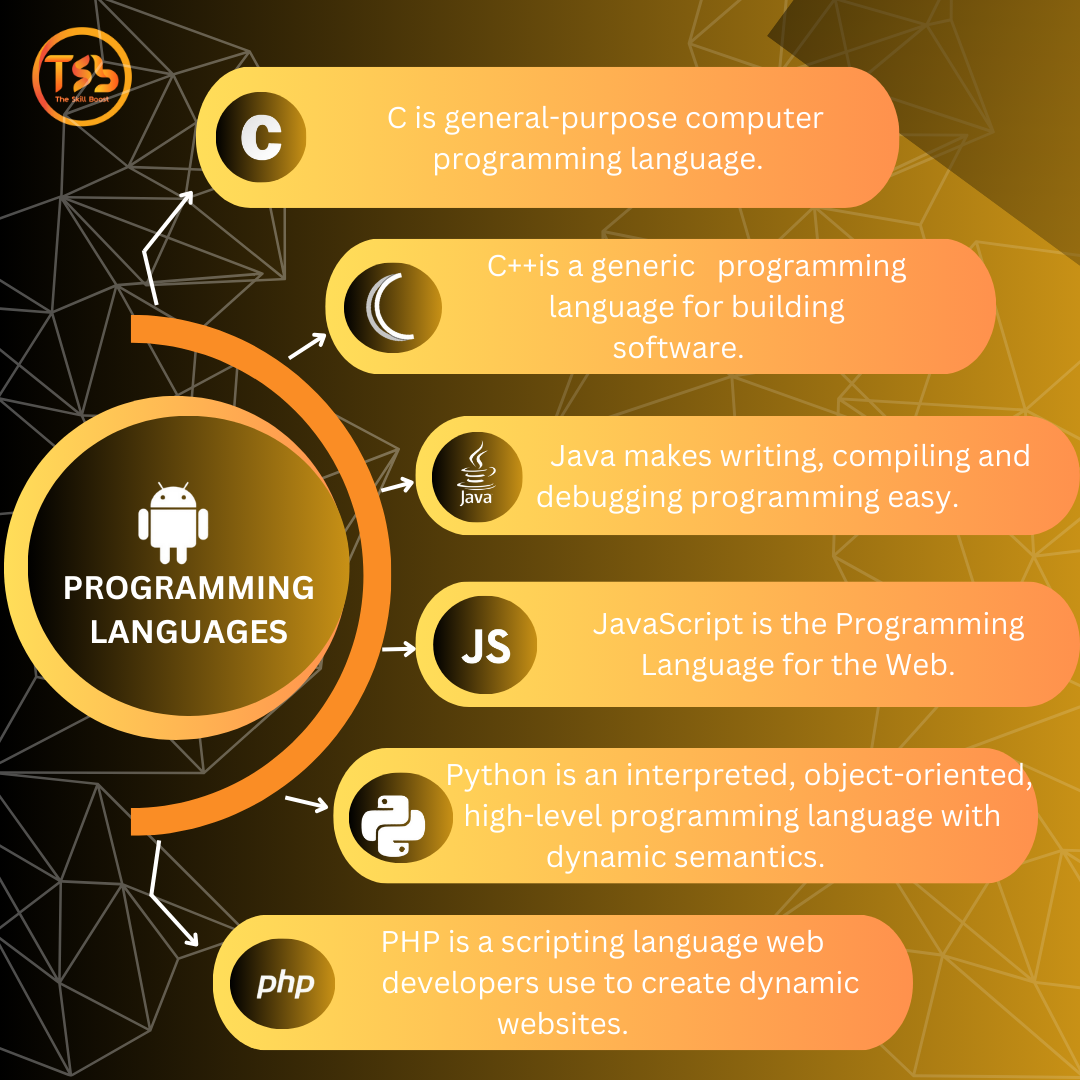 TSB
The Skill Boost
C
C is general-purpose computer
programming language.
C++is a generic programming
language for building
software.
Java
Java makes writing, compiling and
debugging programming easy.
PROGRAMMING
LANGUAGES
JS
JavaScript is the Programming
Language for the Web.
Python is an interpreted, object-oriented,
high-level programming language with
dynamic semantics.
php
PHP is a scripting language web
developers use to create dynamic
websites.